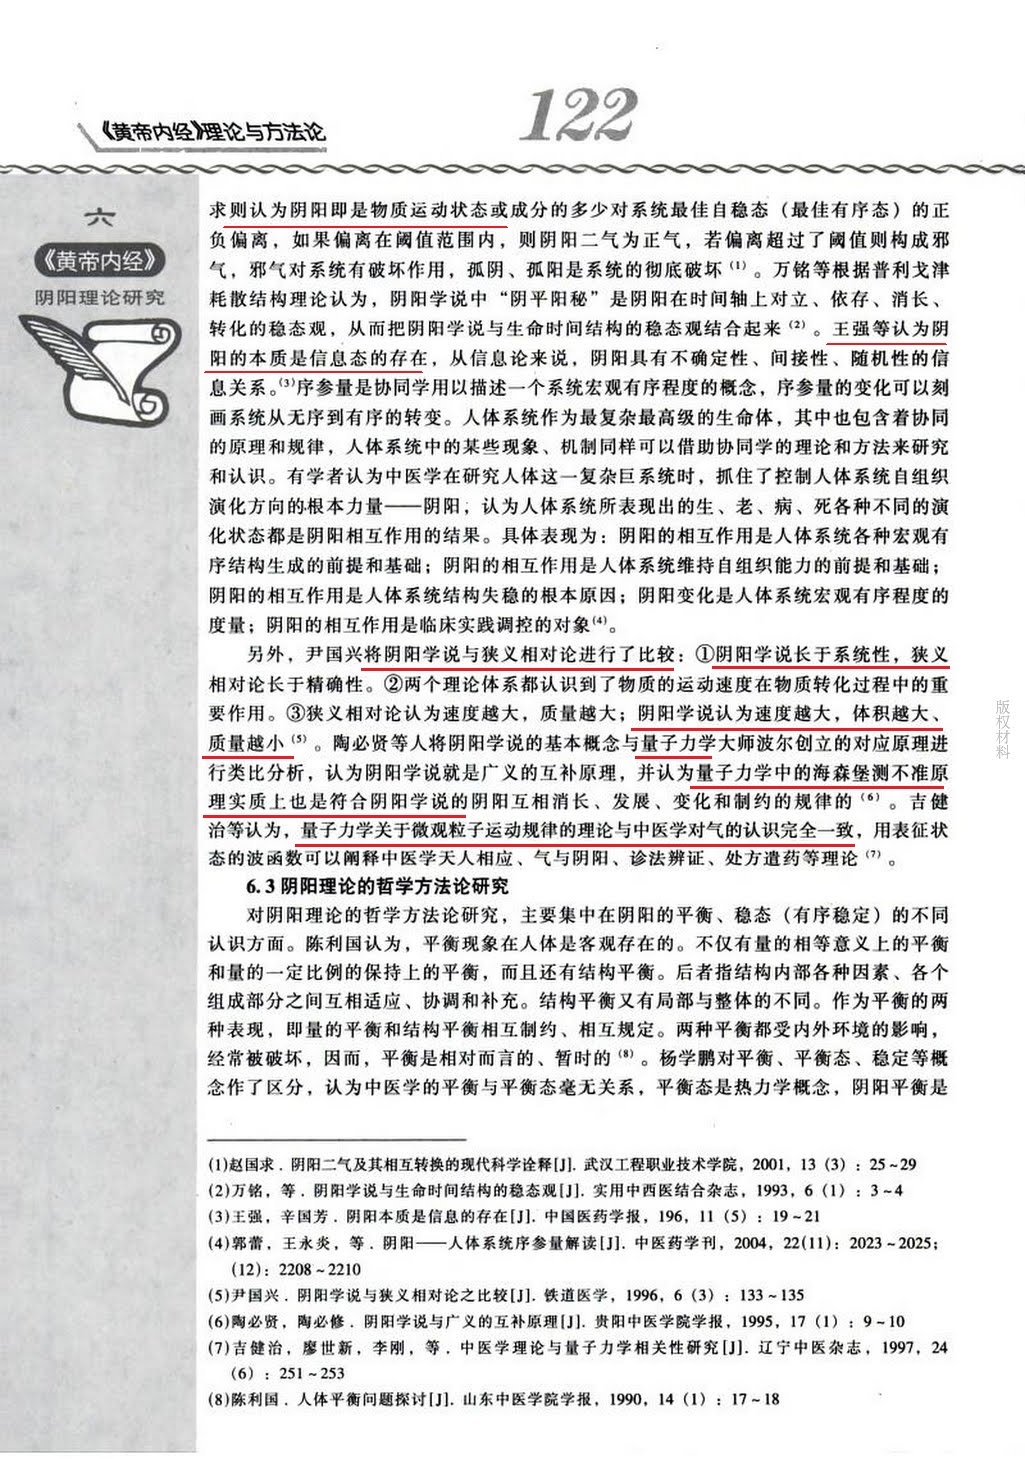 《黄帝内经》理论与方法论
122
六
《黄帝内经》
阴阳理论研究
求则认为阴阳即是物质运动状态或成分的多少对系统最佳自稳态（最佳有序态）的正
负偏离，如果偏离在阈值范围内，则阴阳二气为正气，若偏离超过了阈值则构成邪
气，邪气对系统有破坏作用，孤阴、孤阳是系统的彻底破坏⁽¹⁾。万铭等根据普利戈津
耗散结构理论认为，阴阳学说中“阴平阳秘”是阴阳在时间轴上对立、依存、消长、
转化的稳态观，从而把阴阳学说与生命时间结构的稳态观结合起来⁽²⁾。王强等认为阴
阳的本质是信息态的存在，从信息论来说，阴阳具有不确定性、间接性、随机性的信
息关系。⁽³⁾序参量是协同学用以描述一个系统宏观有序程度的概念，序参量的变化可以刻
画系统从无序到有序的转变。人体系统作为最复杂最高级的生命体，其中也包含着协同
的原理和规律，人体系统中的某些现象、机制同样可以借助协同学的理论和方法来研究
和认识。有学者认为中医学在研究人体这一复杂巨系统时，抓住了控制人体系统自组织
演化方向的根本力量——阴阳，认为人体系统所表现出的生、老、病、死各种不同的演
化状态都是阴阳相互作用的结果。具体表现为：阴阳的相互作用是人体系统各种宏观有
序结构生成的前提和基础；阴阳的相互作用是人体系统维持自组织能力的前提和基础；
阴阳的相互作用是人体系统结构失稳的根本原因；阴阳变化是人体系统宏观有序程度的
度量；阴阳的相互作用是临床实践调控的对象⁽⁴⁾。
另外，尹国兴将阴阳学说与狭义相对论进行了比较：①阴阳学说长于系统性，狭义
相对论长于精确性。②两个理论体系都认识到了物质的运动速度在物质转化过程中的重
要作用。③狭义相对论认为速度越大，质量越大；阴阳学说认为速度越大，体积越大、
质量越小⁽⁵⁾。陶必贤等人将阴阳学说的基本概念与量子力学大师波尔创立的对应原理进
行类比分析，认为阴阳学说就是广义的互补原理，并认为量子力学中的海森堡测不准原
理实质上也是符合阴阳学说的阴阳互相消长、发展、变化和制约的规律的⁽⁶⁾。吉健
治等认为，量子力学关于微观粒子运动规律的理论与中医学对气的认识完全一致，用表征状
态的波函数可以阐释中医学天人相应、气与阴阳、诊法辨证、处方遣药等理论⁽⁷⁾。
6.3 阴阳理论的哲学方法论研究
对阴阳理论的哲学方法论研究，主要集中在阴阳的平衡、稳态（有序稳定）的不同
认识方面。陈利国认为，平衡现象在人体是客观存在的。不仅有量的相等意义上的平衡
和量的一定比例的保持上的平衡，而且还有结构平衡。后者指结构内部各种因素、各个
组成部分之间互相适应、协调和补充。结构平衡又有局部与整体的不同。作为平衡的两
种表现，即量的平衡和结构平衡相互制约、相互规定。两种平衡都受内外环境的影响，
经常被破坏，因而，平衡是相对而言的、暂时的⁽⁸⁾。杨学鹏对平衡、平衡态、稳定等概
念作了区分，认为中医学的平衡与平衡态毫无关系，平衡态是热力学概念，阴阳平衡是
(1)赵国求．阴阳二气及其相互转换的现代科学诠释[J]．武汉工程职业技术学院，2001，13（3）：25~29
(2)万铭，等．阴阳学说与生命时间结构的稳态观[J]．实用中西医结合杂志，1993，6（1）：3~4
(3)王强，辛国芳．阴阳本质是信息的存在[J]．中国医药学报，196，11（5）：19~21
(4)郭蕾，王永炎，等．阴阳——人体系统序参量解读[J]．中医药学刊，2004，22(11)：2023~2025；
(12)：2208~2210
(5)尹国兴．阴阳学说与狭义相对论之比较[J]．铁道医学，1996，6（3）：133~135
(6)陶必贤，陶必修．阴阳学说与广义的互补原理[J]．贵阳中医学院学报，1995，17（1）：9~10
(7)吉健治，廖世新，李刚，等．中医学理论与量子力学相关性研究[J]．辽宁中医杂志，1997，24
（6）：251~253
(8)陈利国．人体平衡问题探讨[J]．山东中医学院学报，1990，14（1）：17~18
版权材料